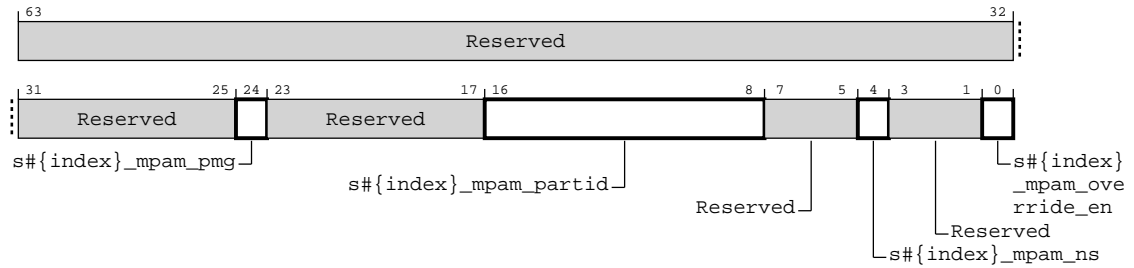 63 32
Reserved
31 25 24 23 17 16 8 7 5 4 3 1 0
Reserved Reserved
s#{index}_mpam_pmg s#{index}
s#{index}_mpam_partid _mpam_ove
Reserved rride_en
Reserved
s#{index}_mpam_ns